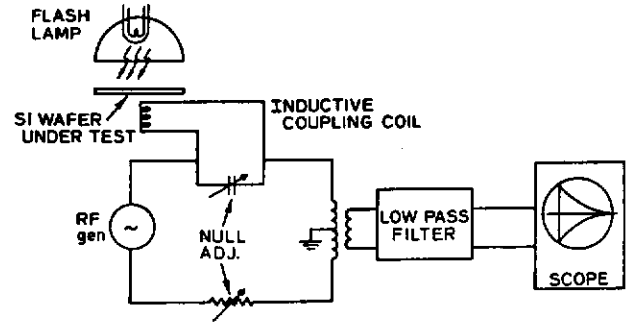 FLASH
LAMP
SI WAFER
UNDER TEST
INDUCTIVE
COUPLING COIL
RF
gen
~
NULL
ADJ.
LOW PASS
FILTER
SCOPE